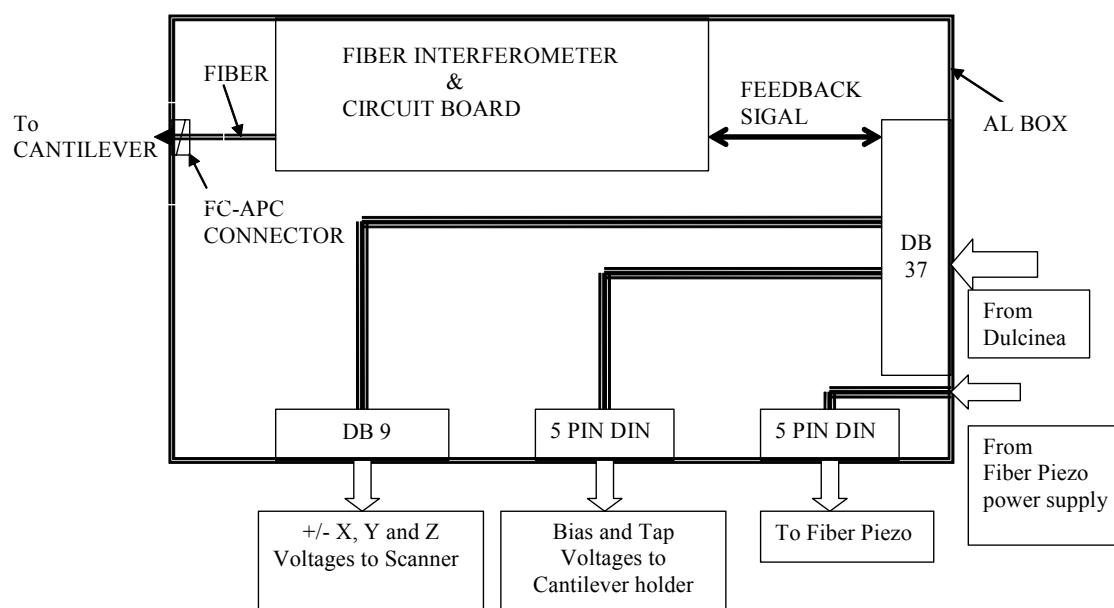 FIBER INTERFEROMETER
&
CIRCUIT BOARD
FIBER
FEEDBACK
SIGAL
AL BOX
To
CANTILEVER
FC-APC
CONNECTOR
DB
37
From
Dulcinea
DB 9
5 PIN DIN
5 PIN DIN
From
Fiber Piezo
power supply
+/- X, Y and Z
Voltages to Scanner
Bias and Tap
Voltages to
Cantilever holder
To Fiber Piezo